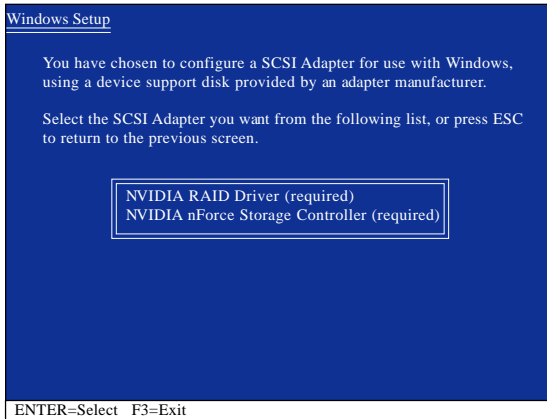 Windows Setup
You have chosen to configure a SCSI Adapter for use with Windows,
using a device support disk provided by an adapter manufacturer.
Select the SCSI Adapter you want from the following list, or press ESC
to return to the previous screen.
NVIDIA RAID Driver (required)
NVIDIA nForce Storage Controller (required)
ENTER=Select F3=Exit